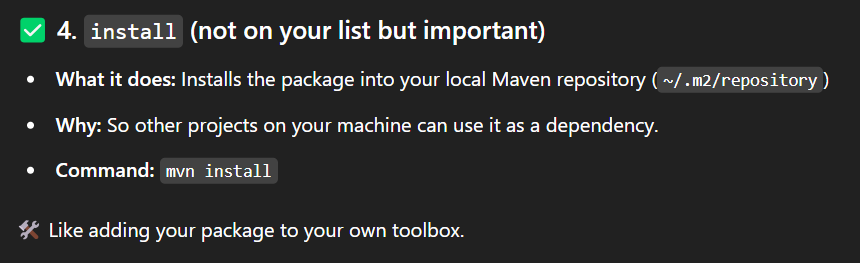 ✅ 4. install (not on your list but important)
• What it does: Installs the package into your local Maven repository (~/.m2/repository)
• Why: So other projects on your machine can use it as a dependency.
• Command: mvn install
🛠️ Like adding your package to your own toolbox.